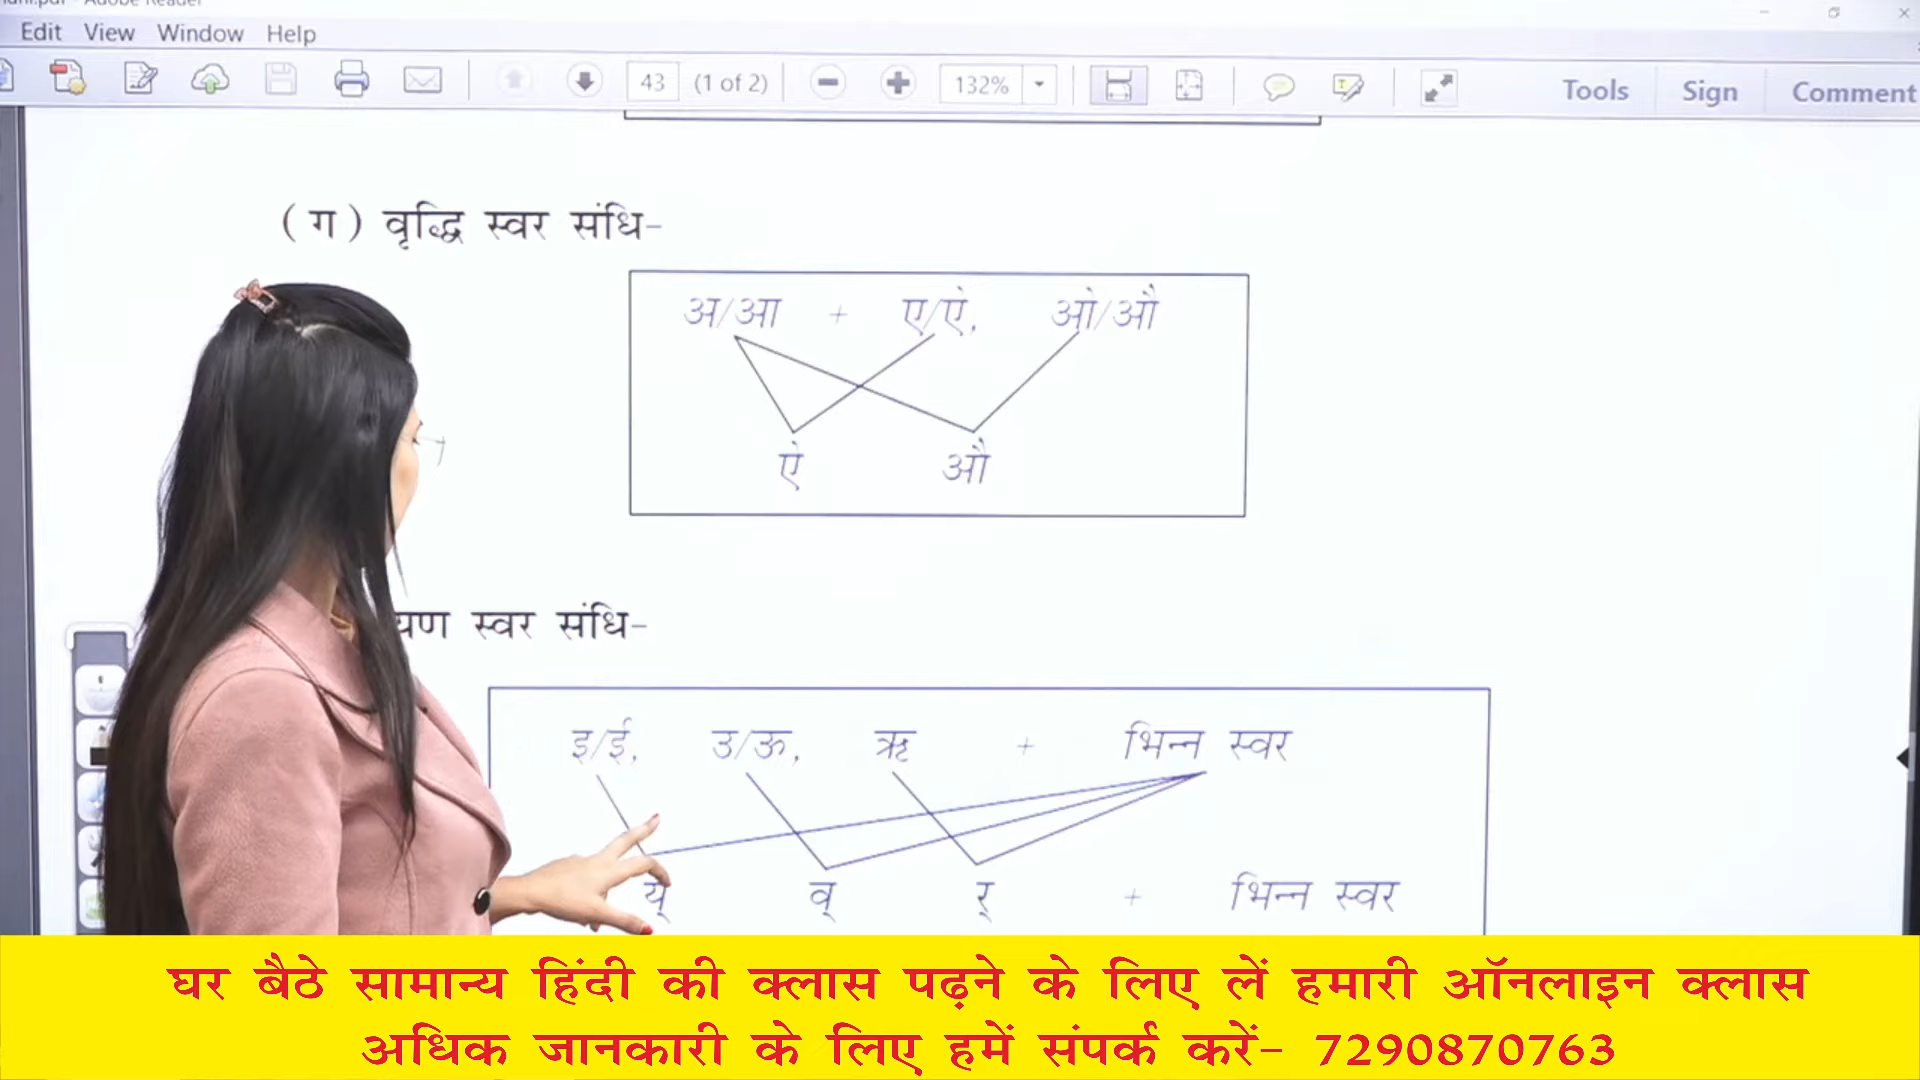 Edit View Window Help
43 (1 of 2) 132% Tools Sign Comment
(ग) वृद्धि स्वर संधि-
अ/आ + ए/ऐ, ओ/औ
ऐ औ
यण स्वर संधि-
इ/ई, उ/ऊ, ऋ + भिन्न स्वर
य् व् र् + भिन्न स्वर
घर बैठे सामान्य हिंदी की क्लास पढ़ने के लिए लें हमारी ऑनलाइन क्लास
अधिक जानकारी के लिए हमें संपर्क करें- 7290870763